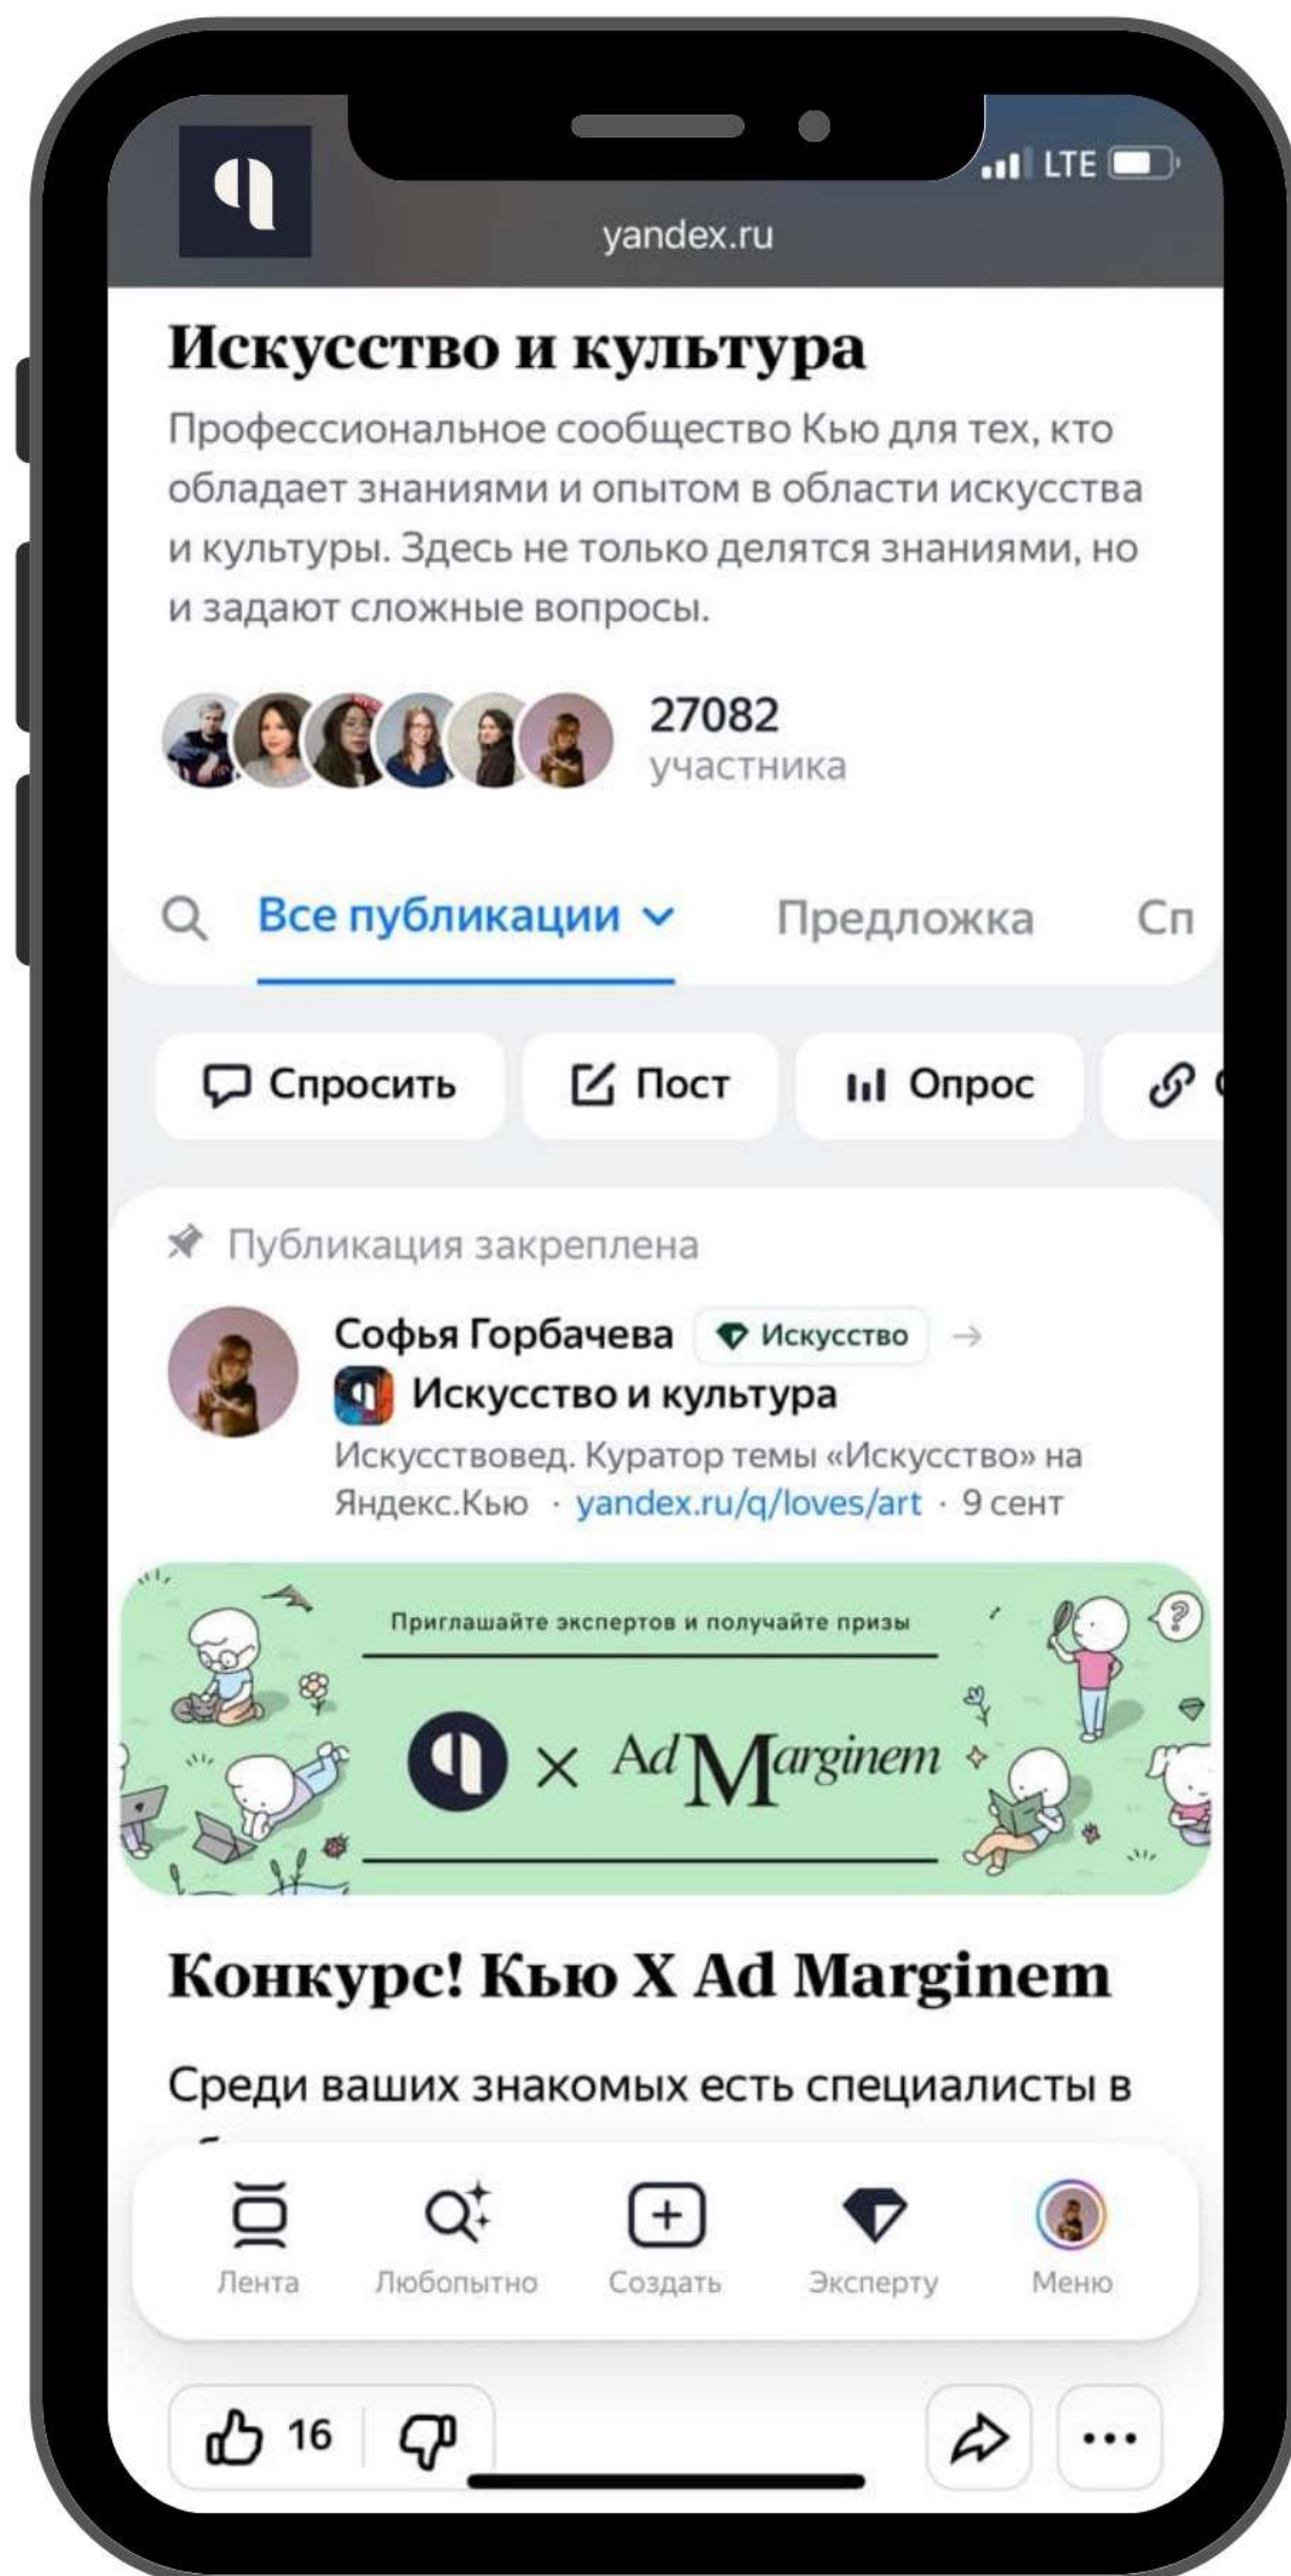 LTE
yandex.ru
Искусство и культура
Профессиональное сообщество Кью для тех, кто
обладает знаниями и опытом в области искусства
и культуры. Здесь не только делятся знаниями, но
и задают сложные вопросы.
27082
участника
Все публикации Предложка Сп
Спросить Пост Опрос
Публикация закреплена
Софья Горбачева Искусство →
Искусство и культура
Искусствовед. Куратор темы «Искусство» на
Яндекс.Кью · yandex.ru/q/loves/art · 9 сент
Приглашайте экспертов и получайте призы
q × Ad Marginem
?
Конкурс! Кью X Ad Marginem
Среди ваших знакомых есть специалисты в
Лента Любопытно Создать Эксперту Меню
16